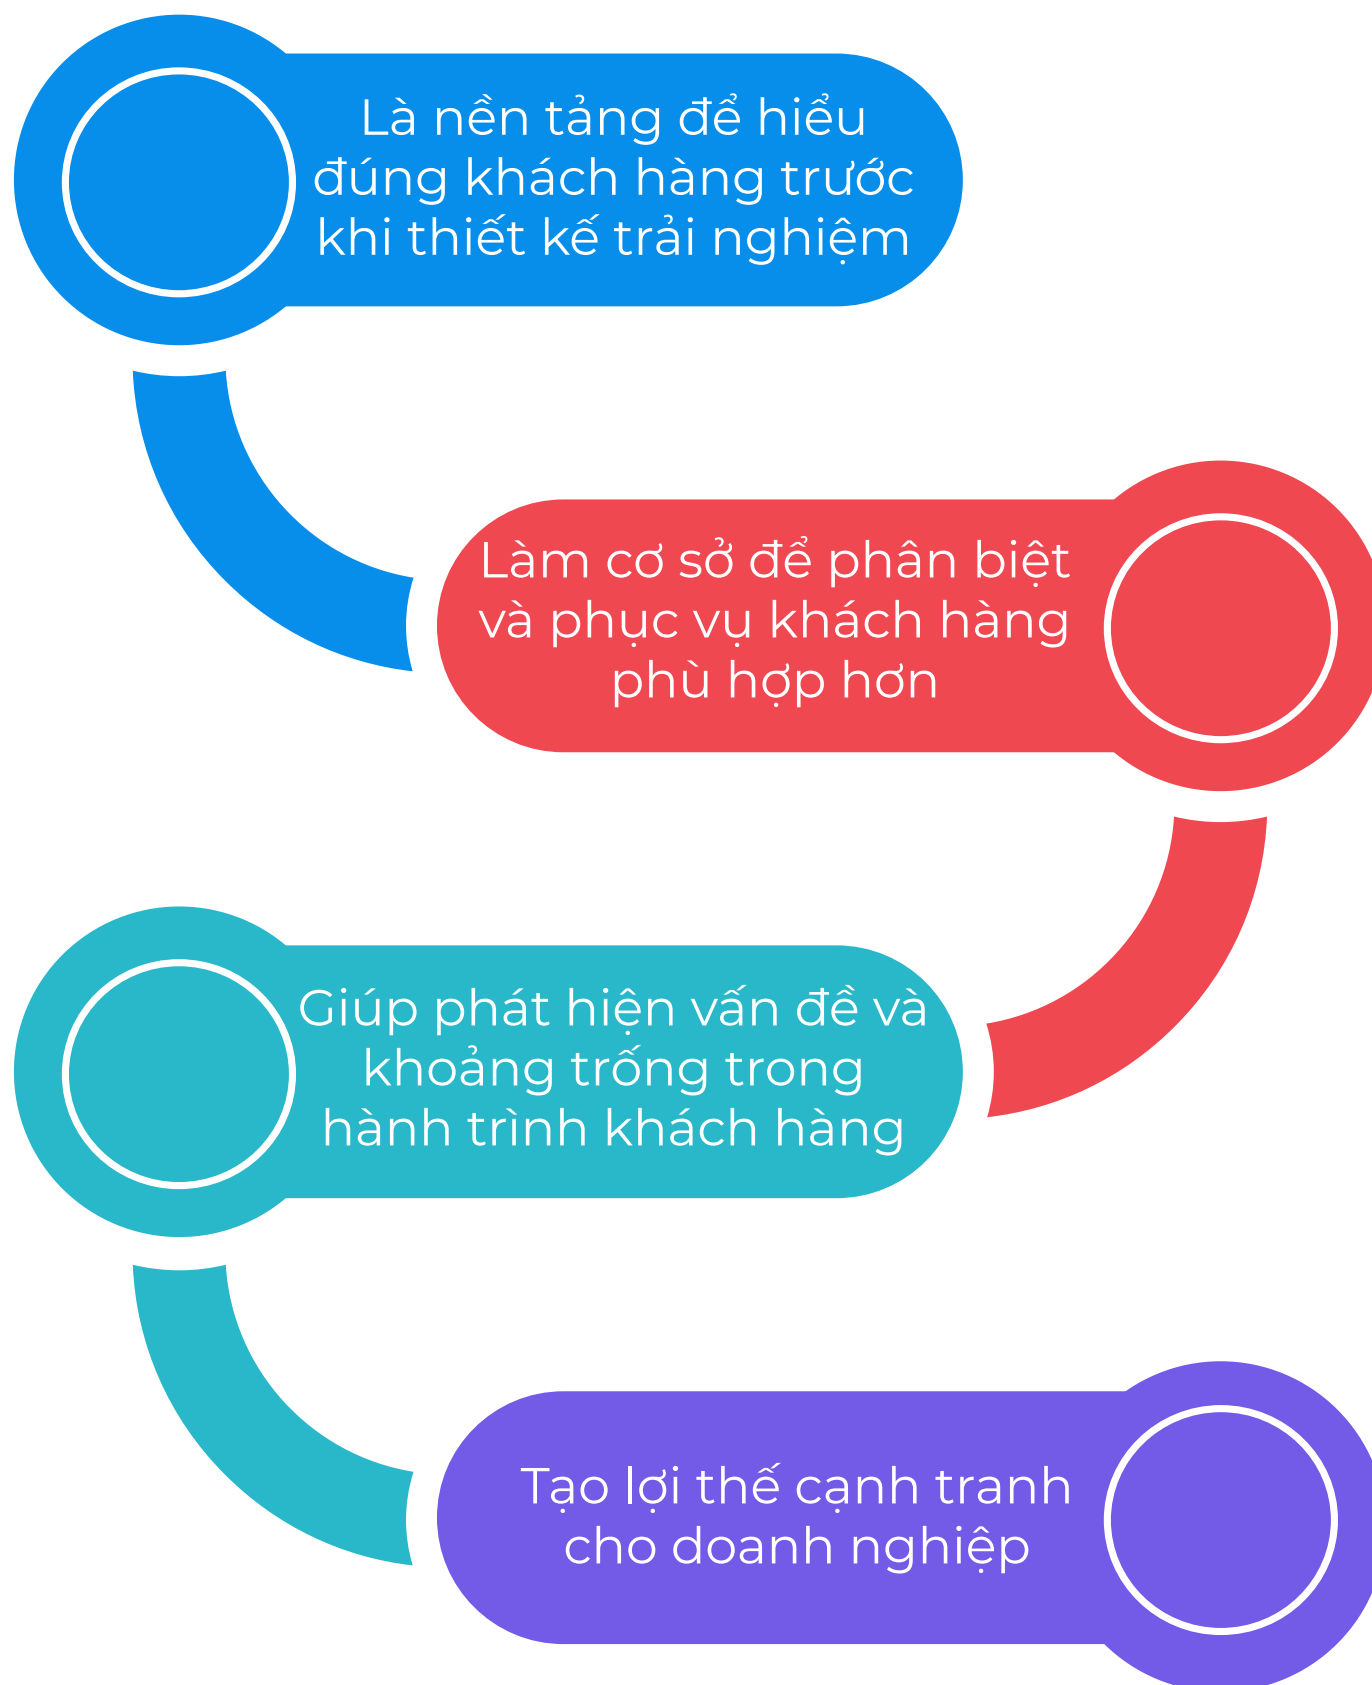 Là nền tảng để hiểu
đúng khách hàng trước
khi thiết kế trải nghiệm
Làm cơ sở để phân biệt
và phục vụ khách hàng
phù hợp hơn
Giúp phát hiện vấn đề và
khoảng trống trong
hành trình khách hàng
Tạo lợi thế cạnh tranh
cho doanh nghiệp